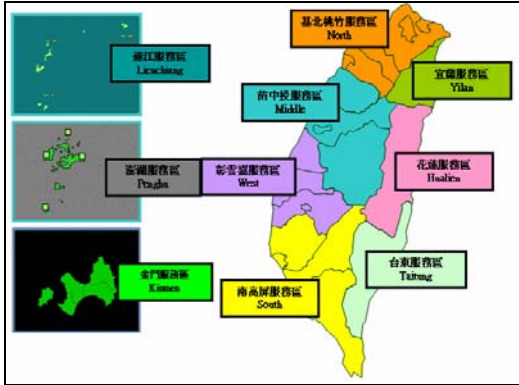 連江服務區
Lienchiang
澎湖服務區
Penghu
金門服務區
Kinmen
基北桃竹服務區
North
宜蘭服務區
Yilan
苗中投服務區
Middle
彰雲嘉服務區
West
花蓮服務區
Hualien
台東服務區
Taitung
南高屏服務區
South